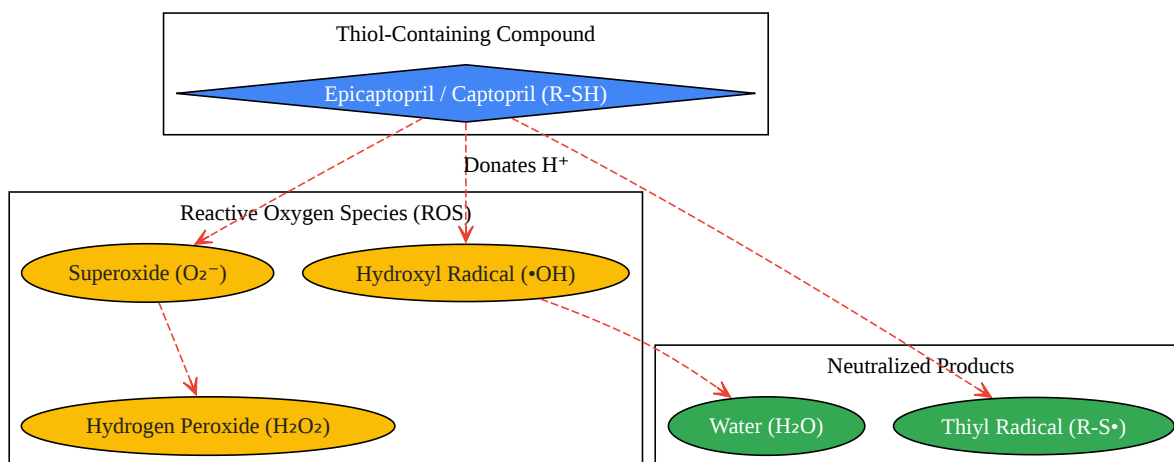 Thiol-Containing Compound
Epicaptopril / Captopril (R-SH)
Donates H⁺
Reactive Oxygen Species (ROS)
Superoxide (O₂⁻)
Hydroxyl Radical (•OH)
Neutralized Products
Hydrogen Peroxide (H₂O₂)
Water (H₂O)
Thiyl Radical (R-S•)